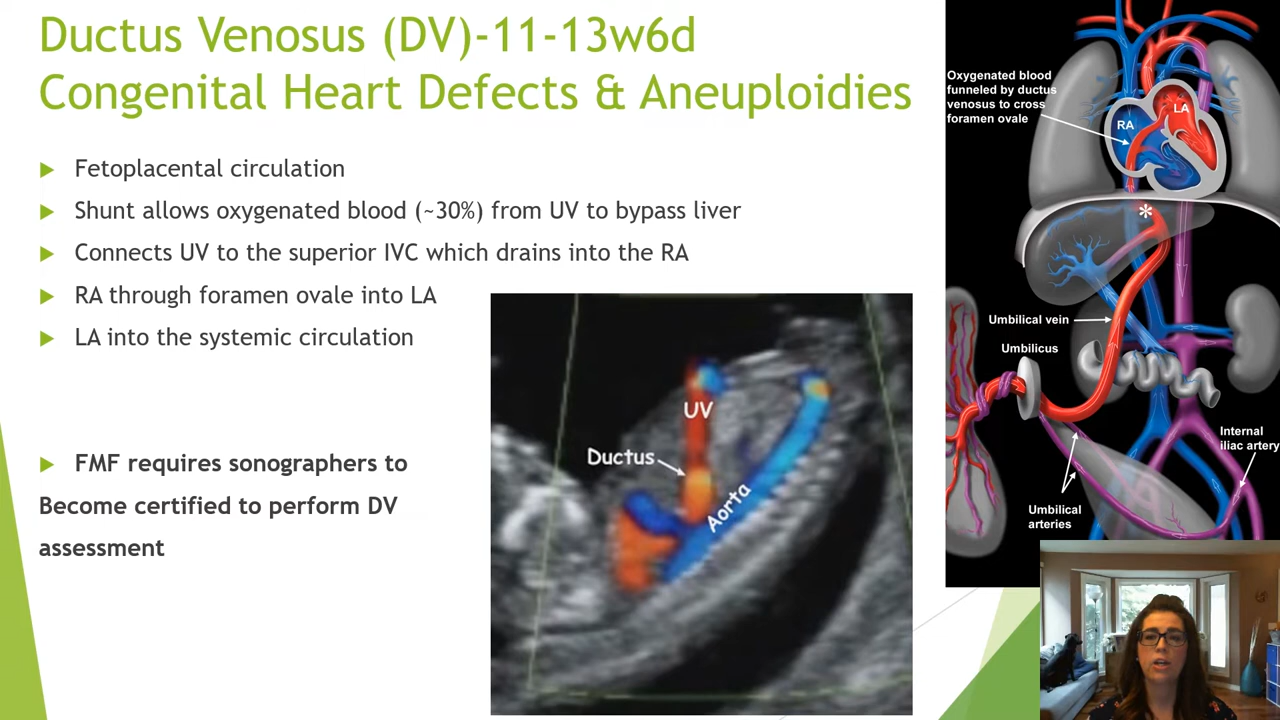 Ductus Venosus (DV)-11-13w6d
Congenital Heart Defects & Aneuploidies
Fetoplacental circulation
Shunt allows oxygenated blood (~30%) from UV to bypass liver
Connects UV to the superior IVC which drains into the RA
RA through foramen ovale into LA
LA into the systemic circulation
FMF requires sonographers to
Become certified to perform DV
assessment
UV
Ductus
Aorta
Oxygenated blood
funneled by ductus
venosus to cross
foramen ovale
RA
LA
*
Umbilical vein
Umbilicus
Internal
iliac artery
Umbilical
arteries